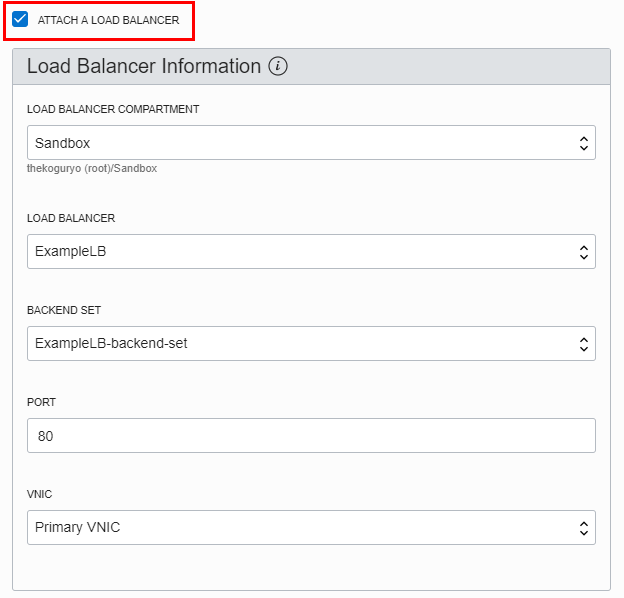 ATTACH A LOAD BALANCER
Load Balancer Information i
LOAD BALANCER COMPARTMENT
Sandbox
thekoguryo (root)/Sandbox
LOAD BALANCER
ExampleLB
BACKEND SET
ExampleLB-backend-set
PORT
80
VNIC
Primary VNIC